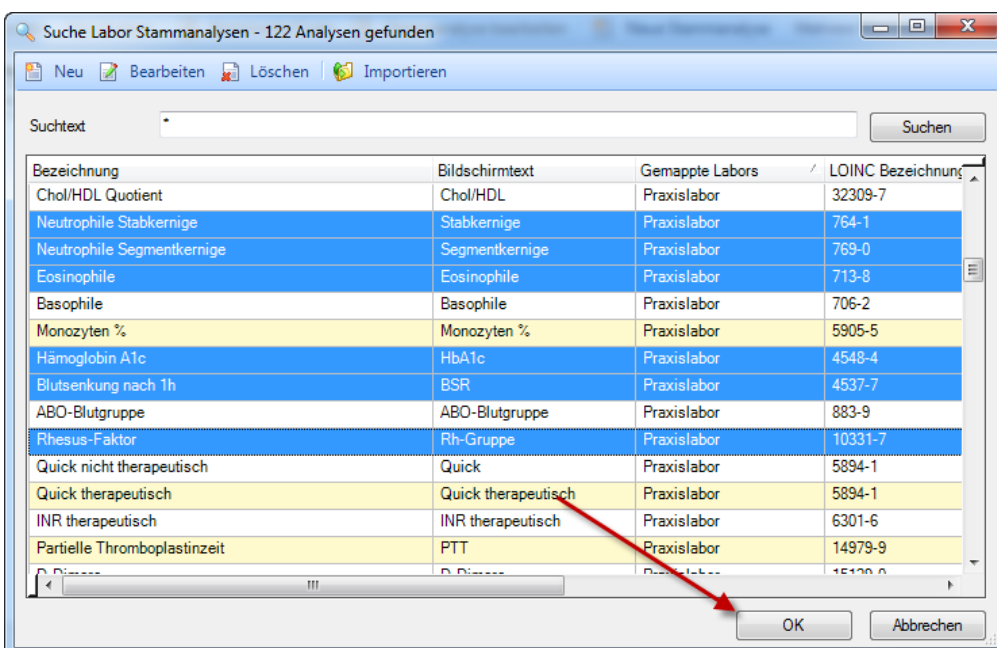 Suche Labor Stammanalysen - 122 Analysen gefunden
Neu Bearbeiten Löschen Importieren
Suchtext * Suchen
Bezeichnung Bildschirmtext Gemappte Labors LOINC Bezeichnung
Chol/HDL Quotient Chol/HDL Praxislabor 32309-7
Neutrophile Stabkernige Stabkernige Praxislabor 764-1
Neutrophile Segmentkernige Segmentkernige Praxislabor 769-0
Eosinophile Eosinophile Praxislabor 713-8
Basophile Basophile Praxislabor 706-2
Monozyten % Monozyten % Praxislabor 5905-5
Hämoglobin A1c HbA1c Praxislabor 4548-4
Blutsenkung nach 1h BSR Praxislabor 4537-7
ABO-Blutgruppe ABO-Blutgruppe Praxislabor 883-9
Rhesus-Faktor Rh-Gruppe Praxislabor 10331-7
Quick nicht therapeutisch Quick Praxislabor 5894-1
Quick therapeutisch Quick therapeutisch Praxislabor 5894-1
INR therapeutisch INR therapeutisch Praxislabor 6301-6
Partielle Thromboplastinzeit PTT Praxislabor 14979-9
OK Abbrechen